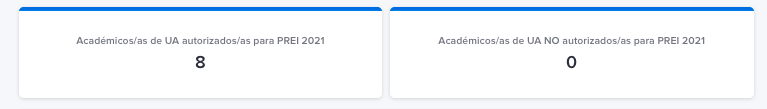 Académicos/as de UA autorizados/as para PREI 2021
8
Académicos/as de UA NO autorizados/as para PREI 2021
0